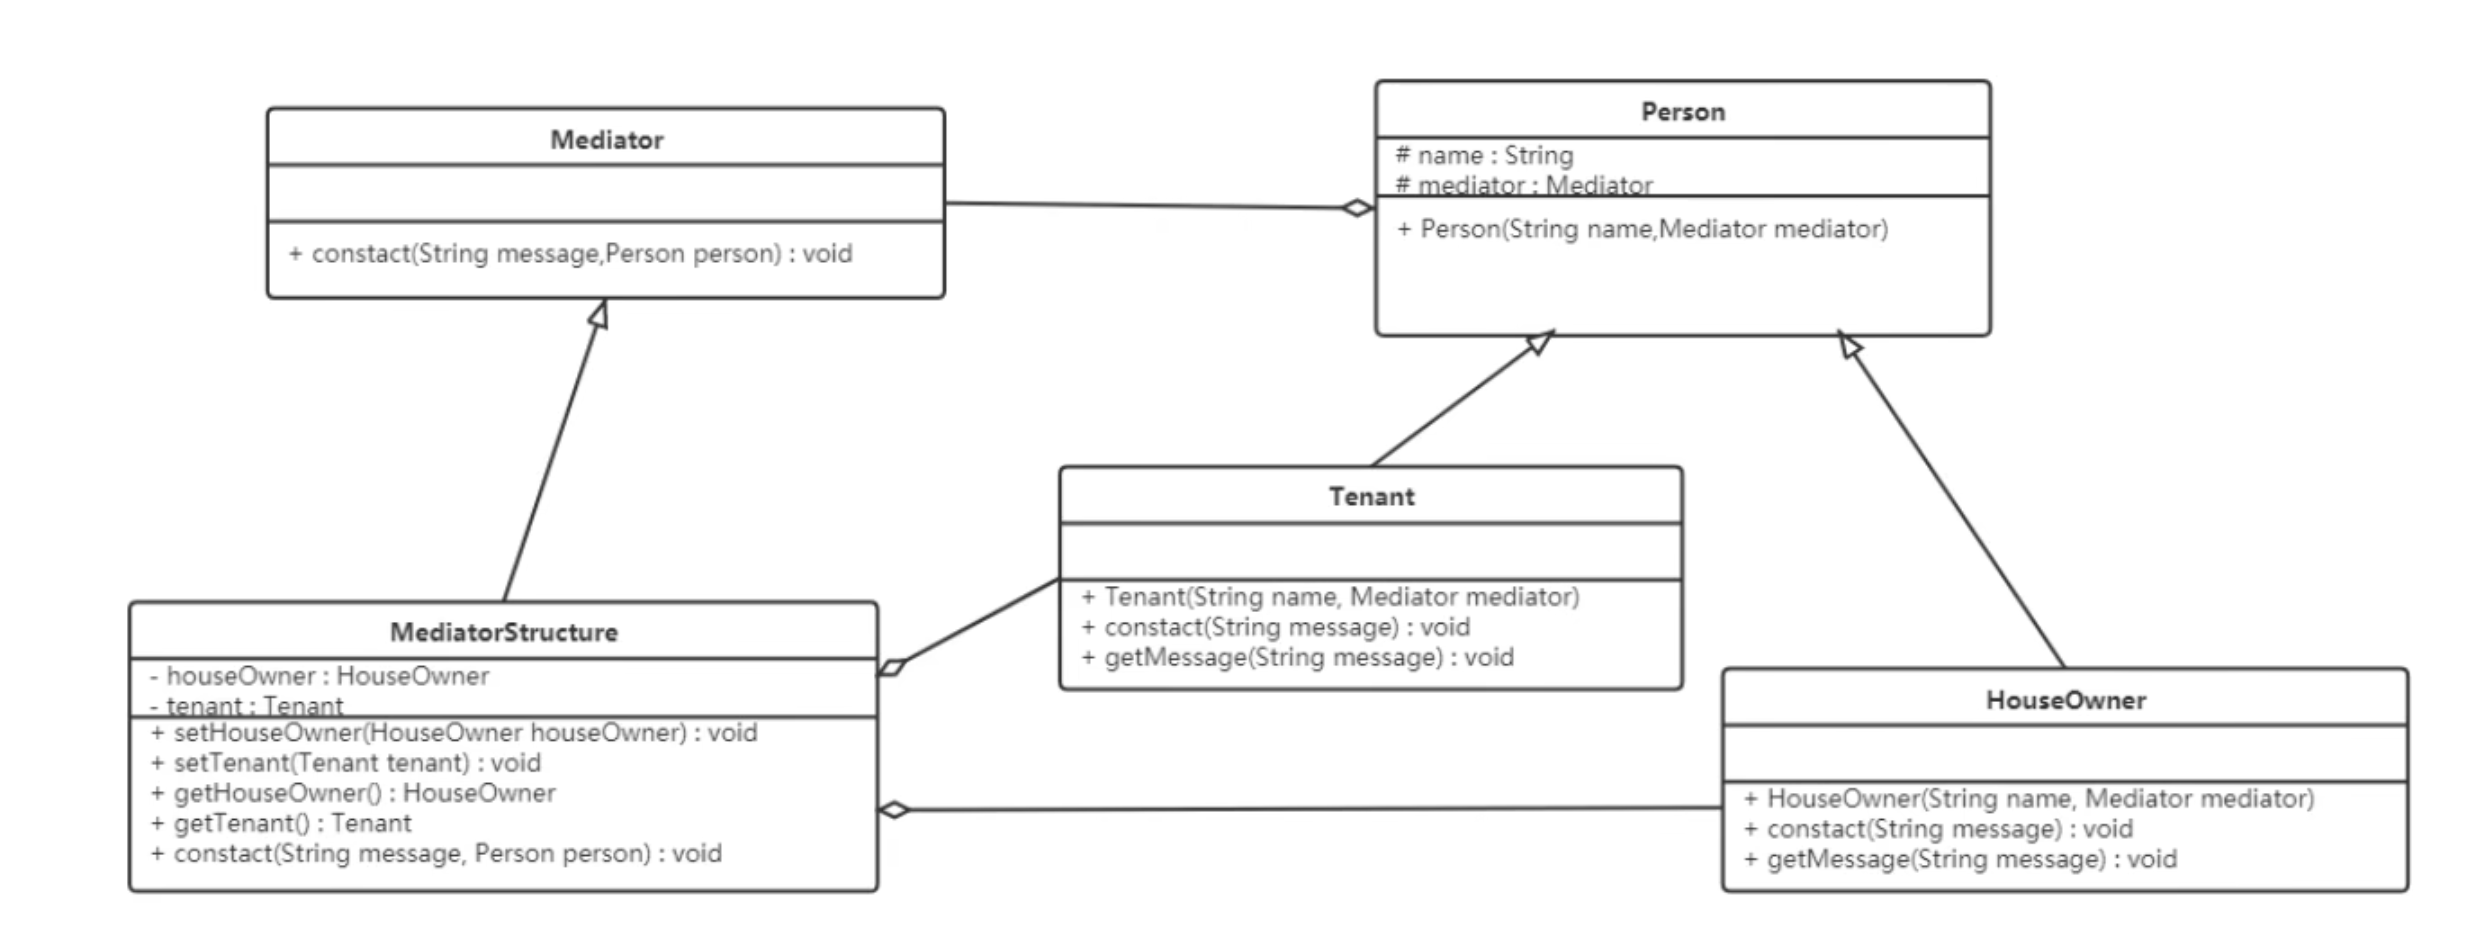 Mediator
+ constact(String message,Person person) : void
Person
# name : String
# mediator : Mediator
+ Person(String name,Mediator mediator)
Tenant
+ Tenant(String name, Mediator mediator)
+ constact(String message) : void
+ getMessage(String message) : void
MediatorStructure
- houseOwner : HouseOwner
- tenant : Tenant
+ setHouseOwner(HouseOwner houseOwner) : void
+ setTenant(Tenant tenant) : void
+ getHouseOwner() : HouseOwner
+ getTenant() : Tenant
+ constact(String message, Person person) : void
HouseOwner
+ HouseOwner(String name, Mediator mediator)
+ constact(String message) : void
+ getMessage(String message) : void